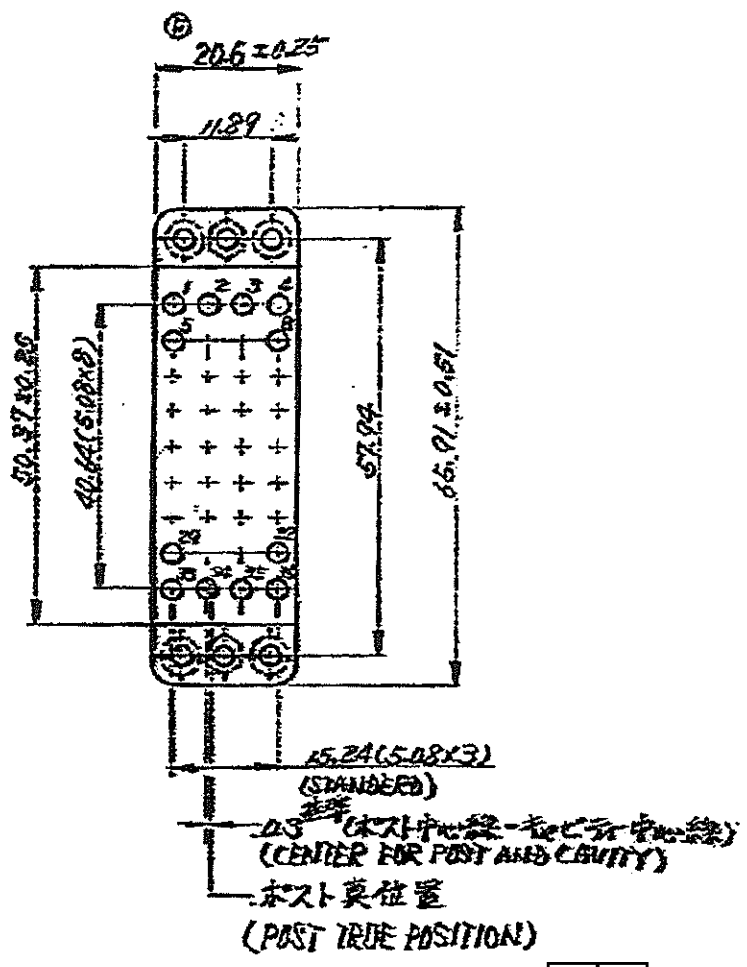 20.6 ±0.25
11.89
1 2 3 4
5 8
50.37±0.25
40.64(5.08×8)
57.94
65.91±0.51
15.24(5.08×3)
(STANDERD)
標準
0.3 (ポスト中心線-キャビティ中心線)
(CENTER FOR POST AND CAVITY)
ポスト真位置
(POST TRUE POSITION)